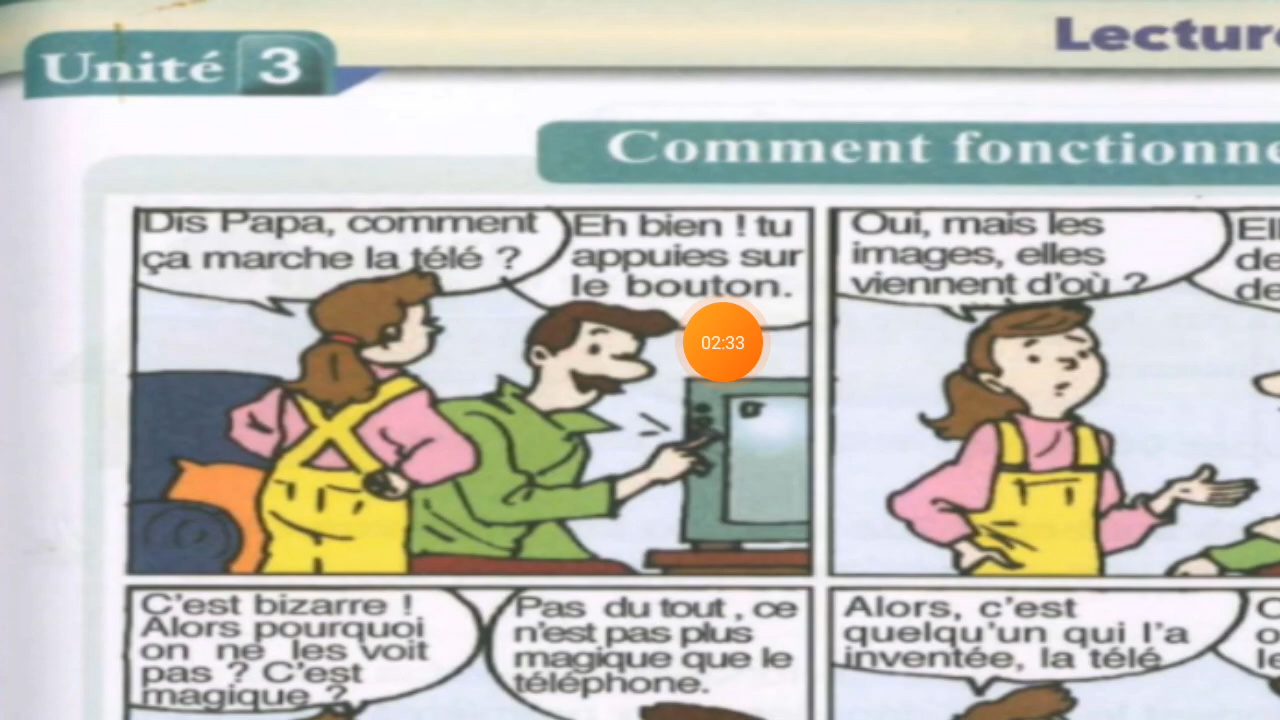 Unité 3
Comment fonctionne
Dis Papa, comment
ça marche la télé ?
Eh bien ! tu
appuies sur
le bouton.
Oui, mais les
images, elles
viennent d'où ?
02:33
C'est bizarre !
Alors pourquoi
on ne les voit
pas ? C'est
magique ?
Pas du tout , ce
n'est pas plus
magique que le
téléphone.
Alors, c'est
quelqu'un qui l'a
inventée, la télé